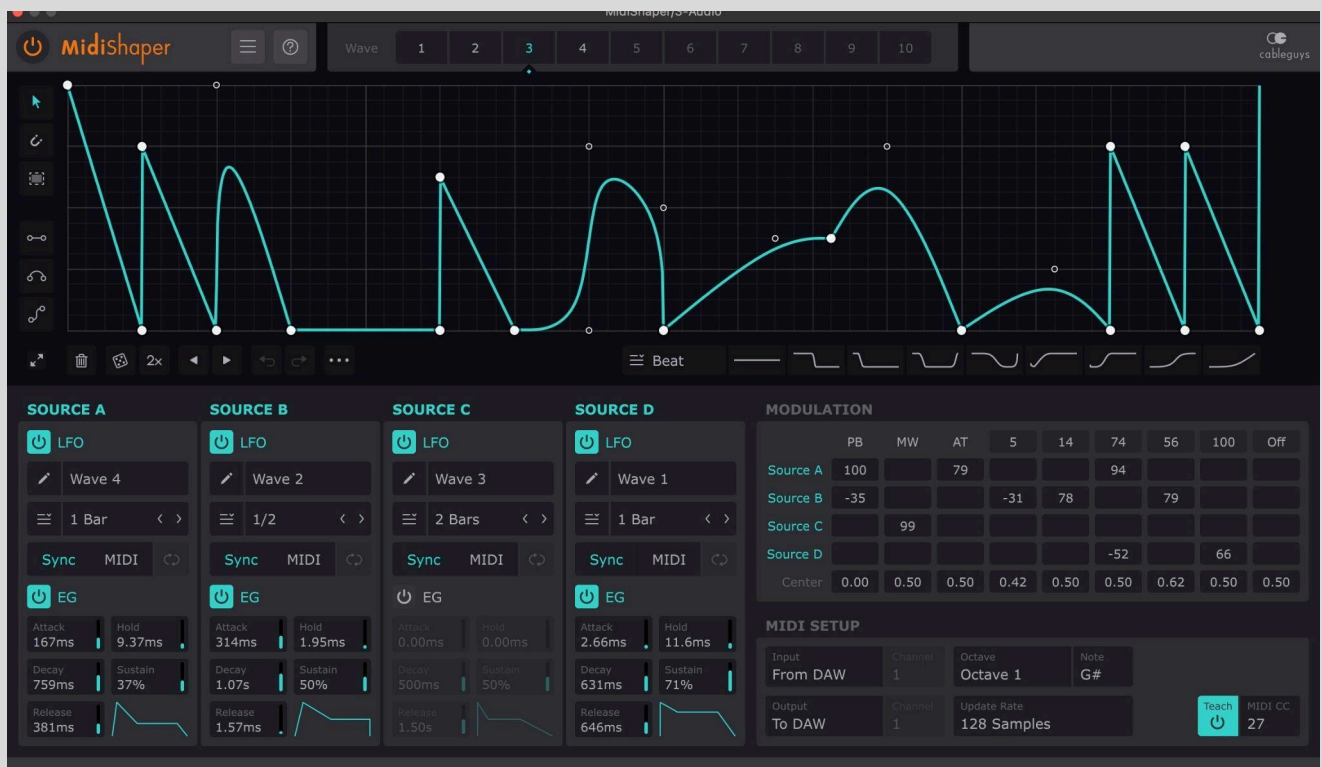 MidiShaper/3-Audio
MidiShaper
Wave 1 2 3 4 5 6 7 8 9 10
cableguys
2x
Beat
SOURCE A SOURCE B SOURCE C SOURCE D MODULATION
LFO LFO LFO LFO
PB MW AT 5 14 74 56 100 Off
Wave 4 Wave 2 Wave 3 Wave 1
Source A 100 79 94
Source B -35 -31 78 79
1 Bar 1/2 2 Bars 1 Bar
Source C 99
Sync MIDI Sync MIDI Sync MIDI Sync MIDI
Source D -52 66
Center 0.00 0.50 0.50 0.42 0.50 0.50 0.62 0.50 0.50
EG EG EG EG
Attack Hold Attack Hold Attack Hold Attack Hold
167ms 9.37ms 314ms 1.95ms 0.00ms 0.00ms 2.66ms 11.6ms
MIDI SETUP
Decay Sustain Decay Sustain Decay Sustain Decay Sustain
759ms 37% 1.07s 50% 500ms 50% 631ms 71%
Input Channel Octave Note
From DAW 1 Octave 1 G#
Release Release Release Release
381ms 1.57ms 1.50s 646ms
Output Channel Update Rate Teach MIDI CC
To DAW 1 128 Samples 27